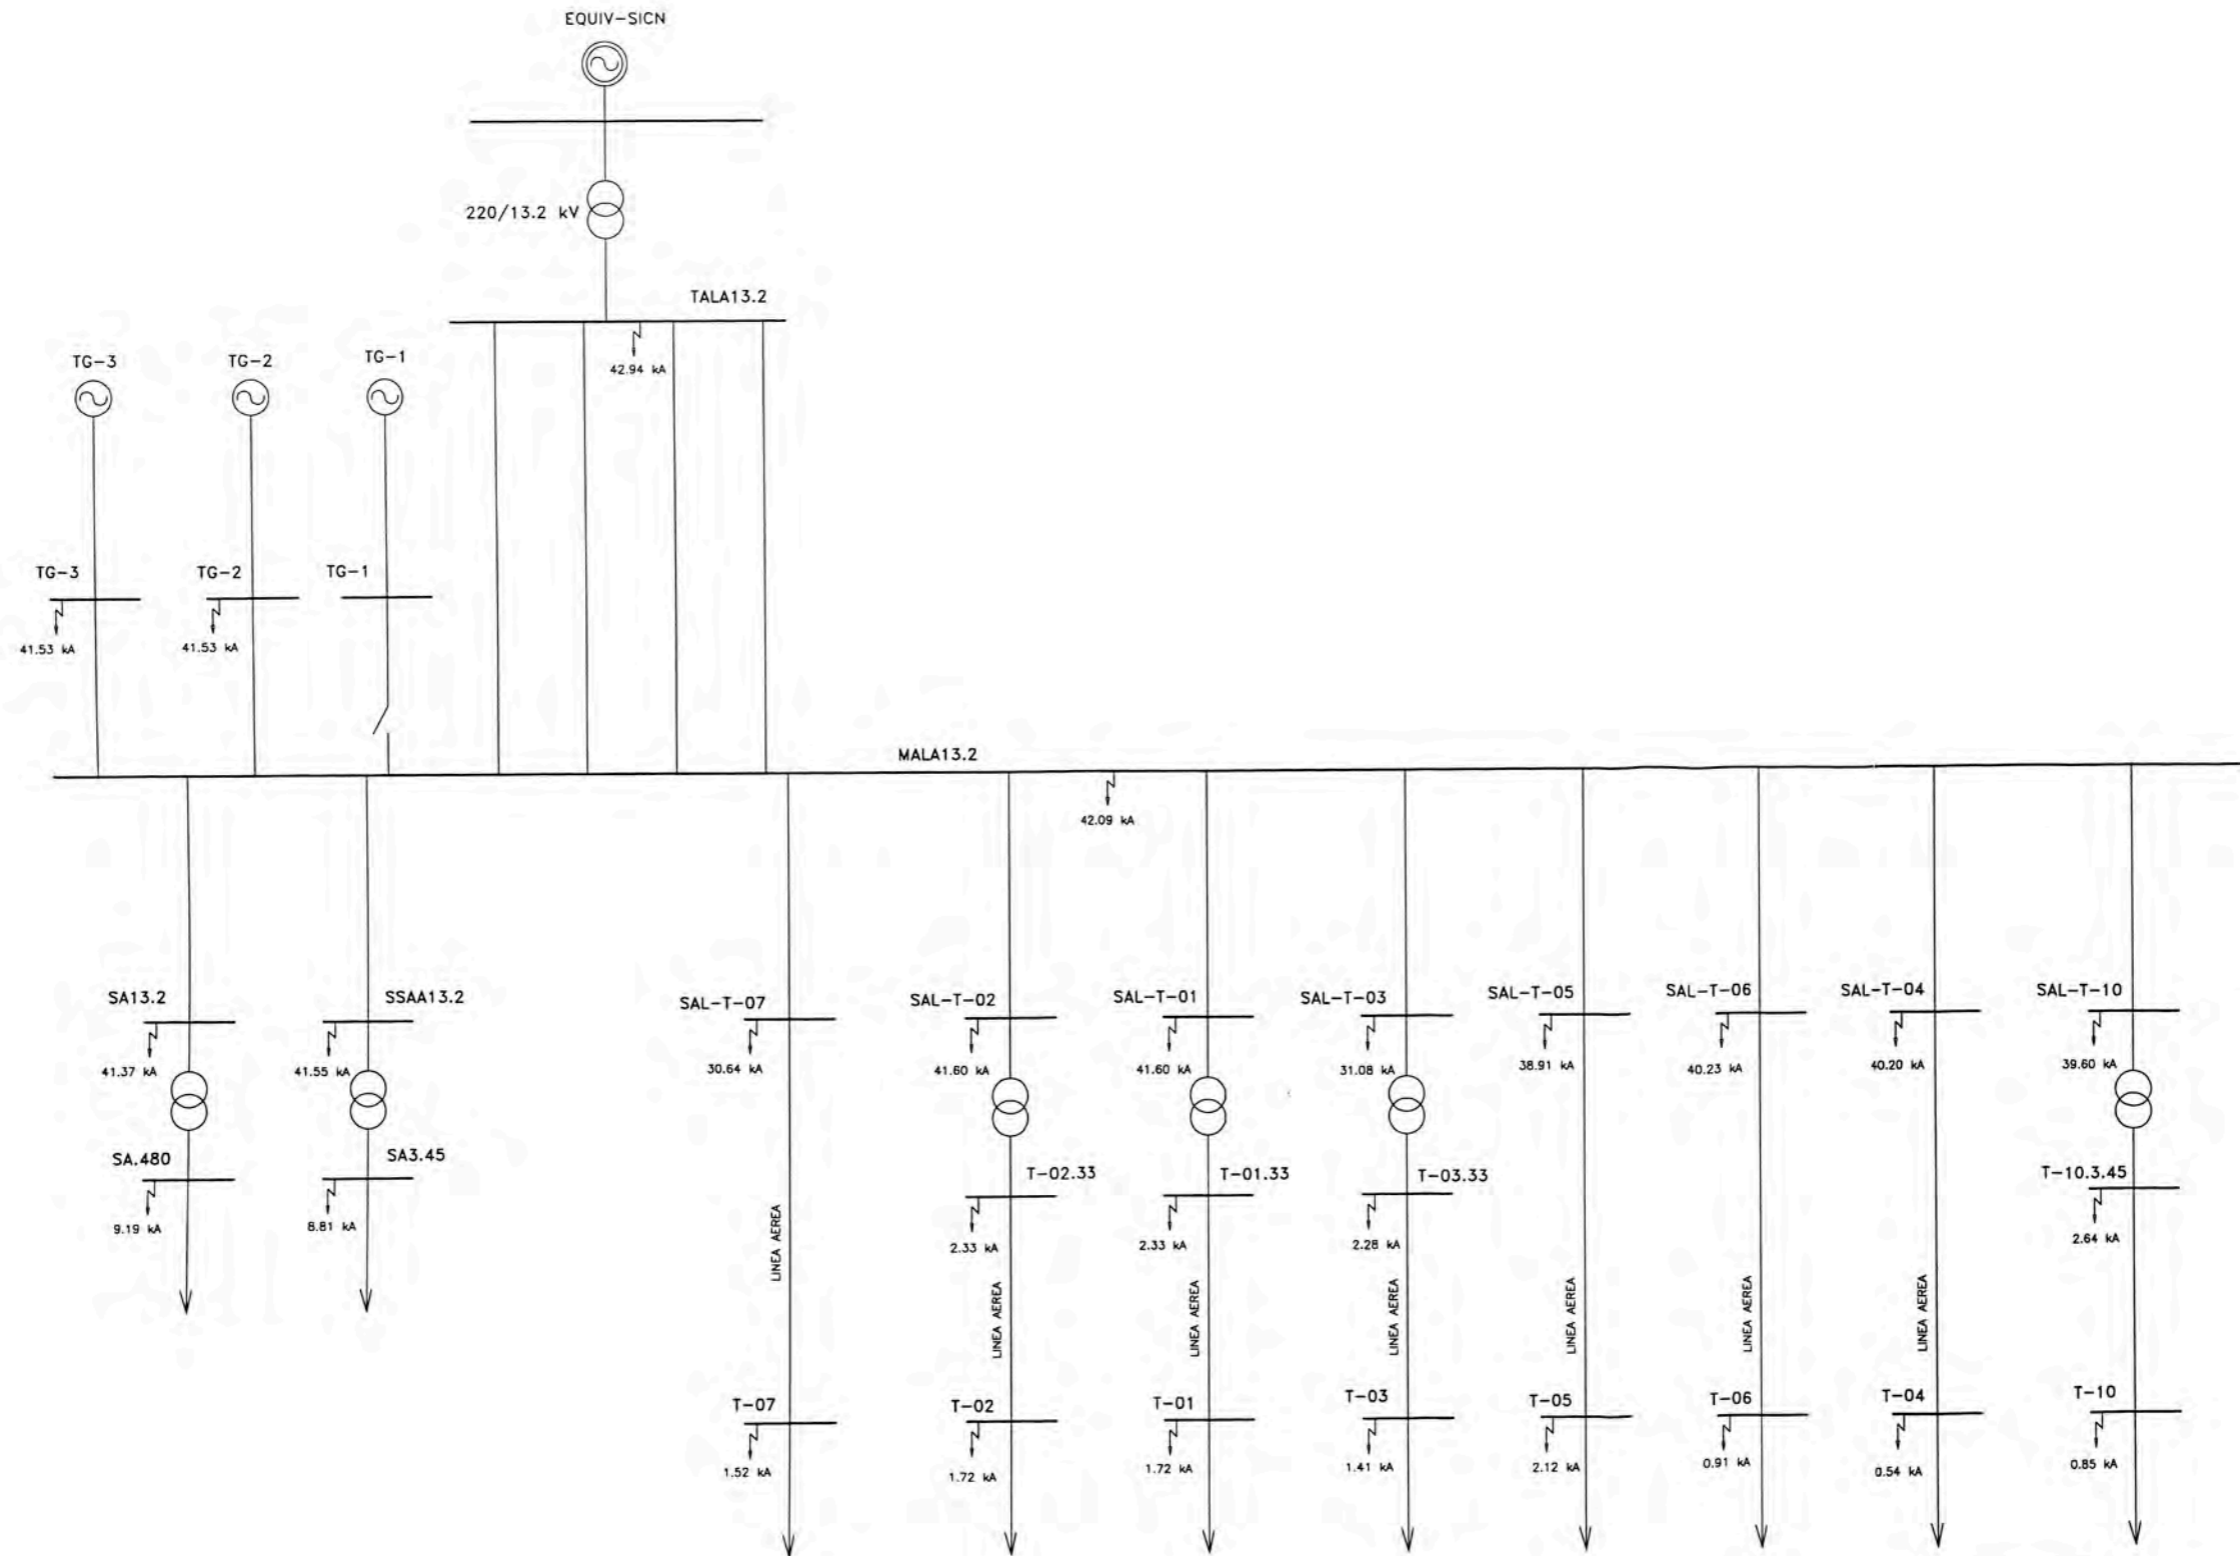 EQUIV-SICN
220/13.2 kV
TALA13.2
42.94 kA
TG-3
TG-2
TG-1
TG-3
TG-2
TG-1
41.53 kA
41.53 kA
MALA13.2
42.09 kA
SA13.2
SSAA13.2
SAL-T-07
SAL-T-02
SAL-T-01
SAL-T-03
SAL-T-05
SAL-T-06
SAL-T-04
SAL-T-10
41.37 kA
41.55 kA
30.64 kA
41.60 kA
41.60 kA
31.08 kA
38.91 kA
40.23 kA
40.20 kA
39.60 kA
SA.480
SA3.45
T-02.33
T-01.33
T-03.33
T-10.3.45
9.19 kA
8.81 kA
2.33 kA
2.33 kA
2.28 kA
2.64 kA
LINEA AEREA
LINEA AEREA
LINEA AEREA
LINEA AEREA
LINEA AEREA
LINEA AEREA
LINEA AEREA
T-07
T-02
T-01
T-03
T-05
T-06
T-04
T-10
1.52 kA
1.72 kA
1.72 kA
1.41 kA
2.12 kA
0.91 kA
0.54 kA
0.85 kA